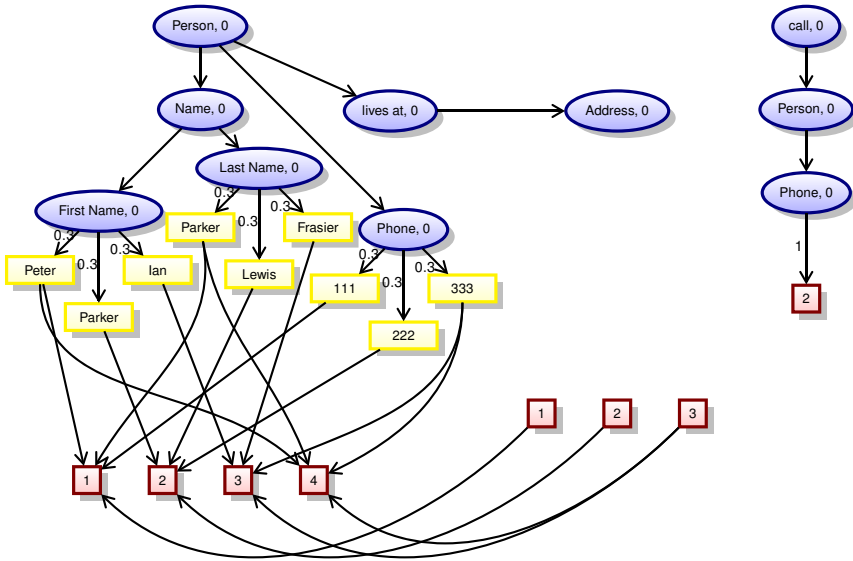 Person, 0
call, 0
Name, 0
lives at, 0
Address, 0
Person, 0
Last Name, 0
Phone, 0
First Name, 0
0.3
0.3
0.3
Parker
Frasier
Phone, 0
0.3
0.3
0.3
Peter
Ian
Lewis
0.3
0.3
0.3
1
111
333
2
Parker
222
1
2
3
1
2
3
4